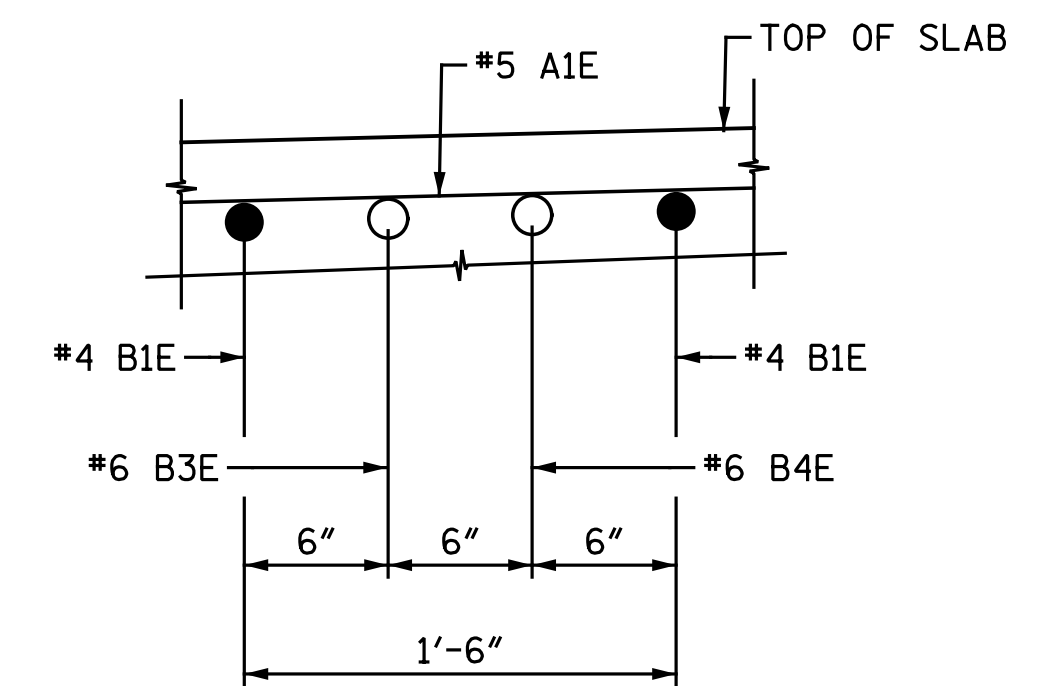 TOP OF SLAB
#5 A1E
#4 B1E
#4 B1E
#6 B3E
#6 B4E
6"
6"
6"
1'-6"